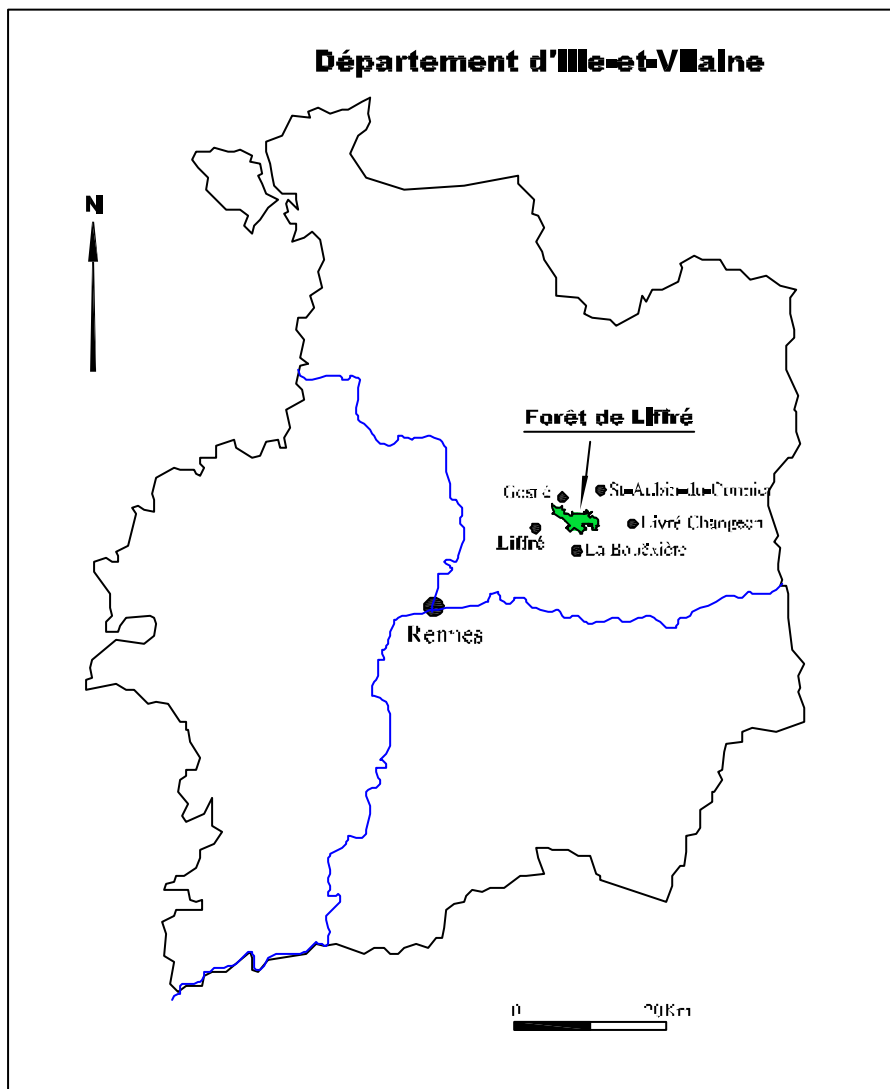 Département d'Ille-et-Vilaine
N
Forêt de Liffré
Gosné
St-Aubin-du-Cormier
Liffré
Livré Changeon
La Bouëxière
Rennes
0 20Km